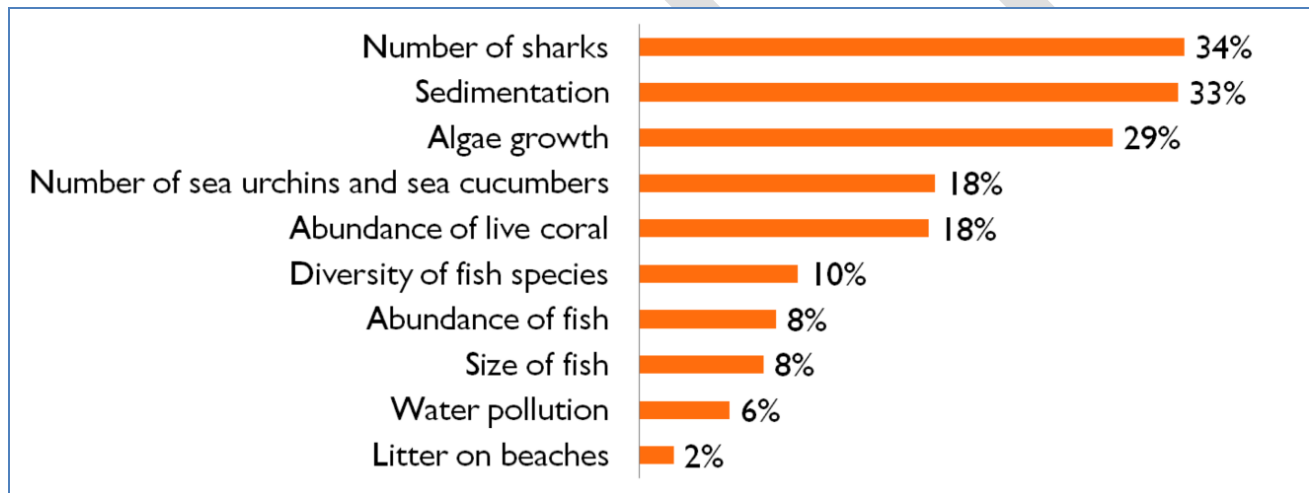 Number of sharks 34%
Sedimentation 33%
Algae growth 29%
Number of sea urchins and sea cucumbers 18%
Abundance of live coral 18%
Diversity of fish species 10%
Abundance of fish 8%
Size of fish 8%
Water pollution 6%
Litter on beaches 2%